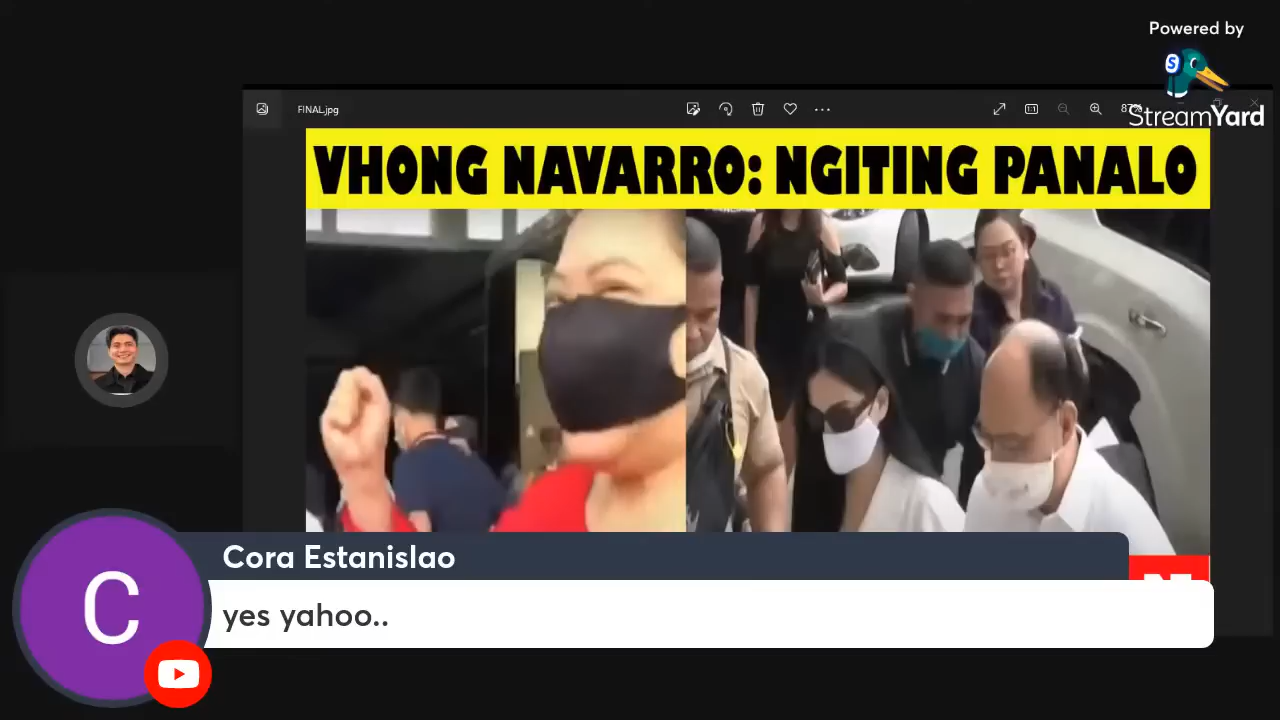 Powered by
StreamYard
FINAL.jpg
VHONG NAVARRO: NGITING PANALO
C
Cora Estanislao
yes yahoo..